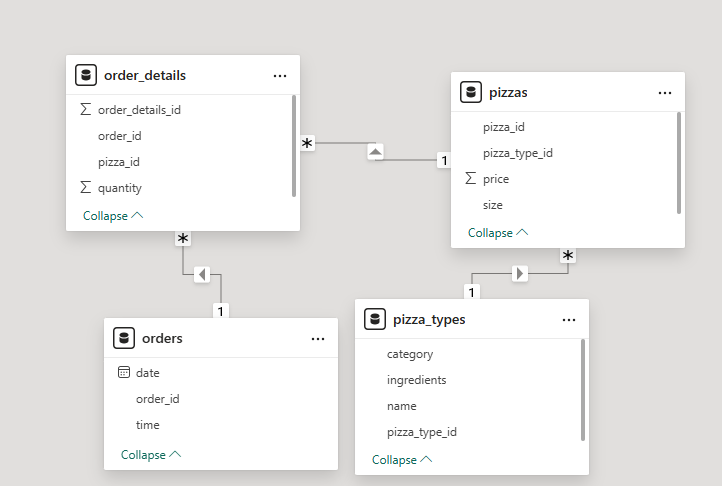 order_details
...
Σ order_details_id
order_id
pizza_id
Σ quantity
Collapse
*
1
pizzas
...
pizza_id
pizza_type_id
Σ price
size
Collapse
*
1
*
1
orders
...
date
order_id
time
Collapse
pizza_types
...
category
ingredients
name
pizza_type_id
Collapse